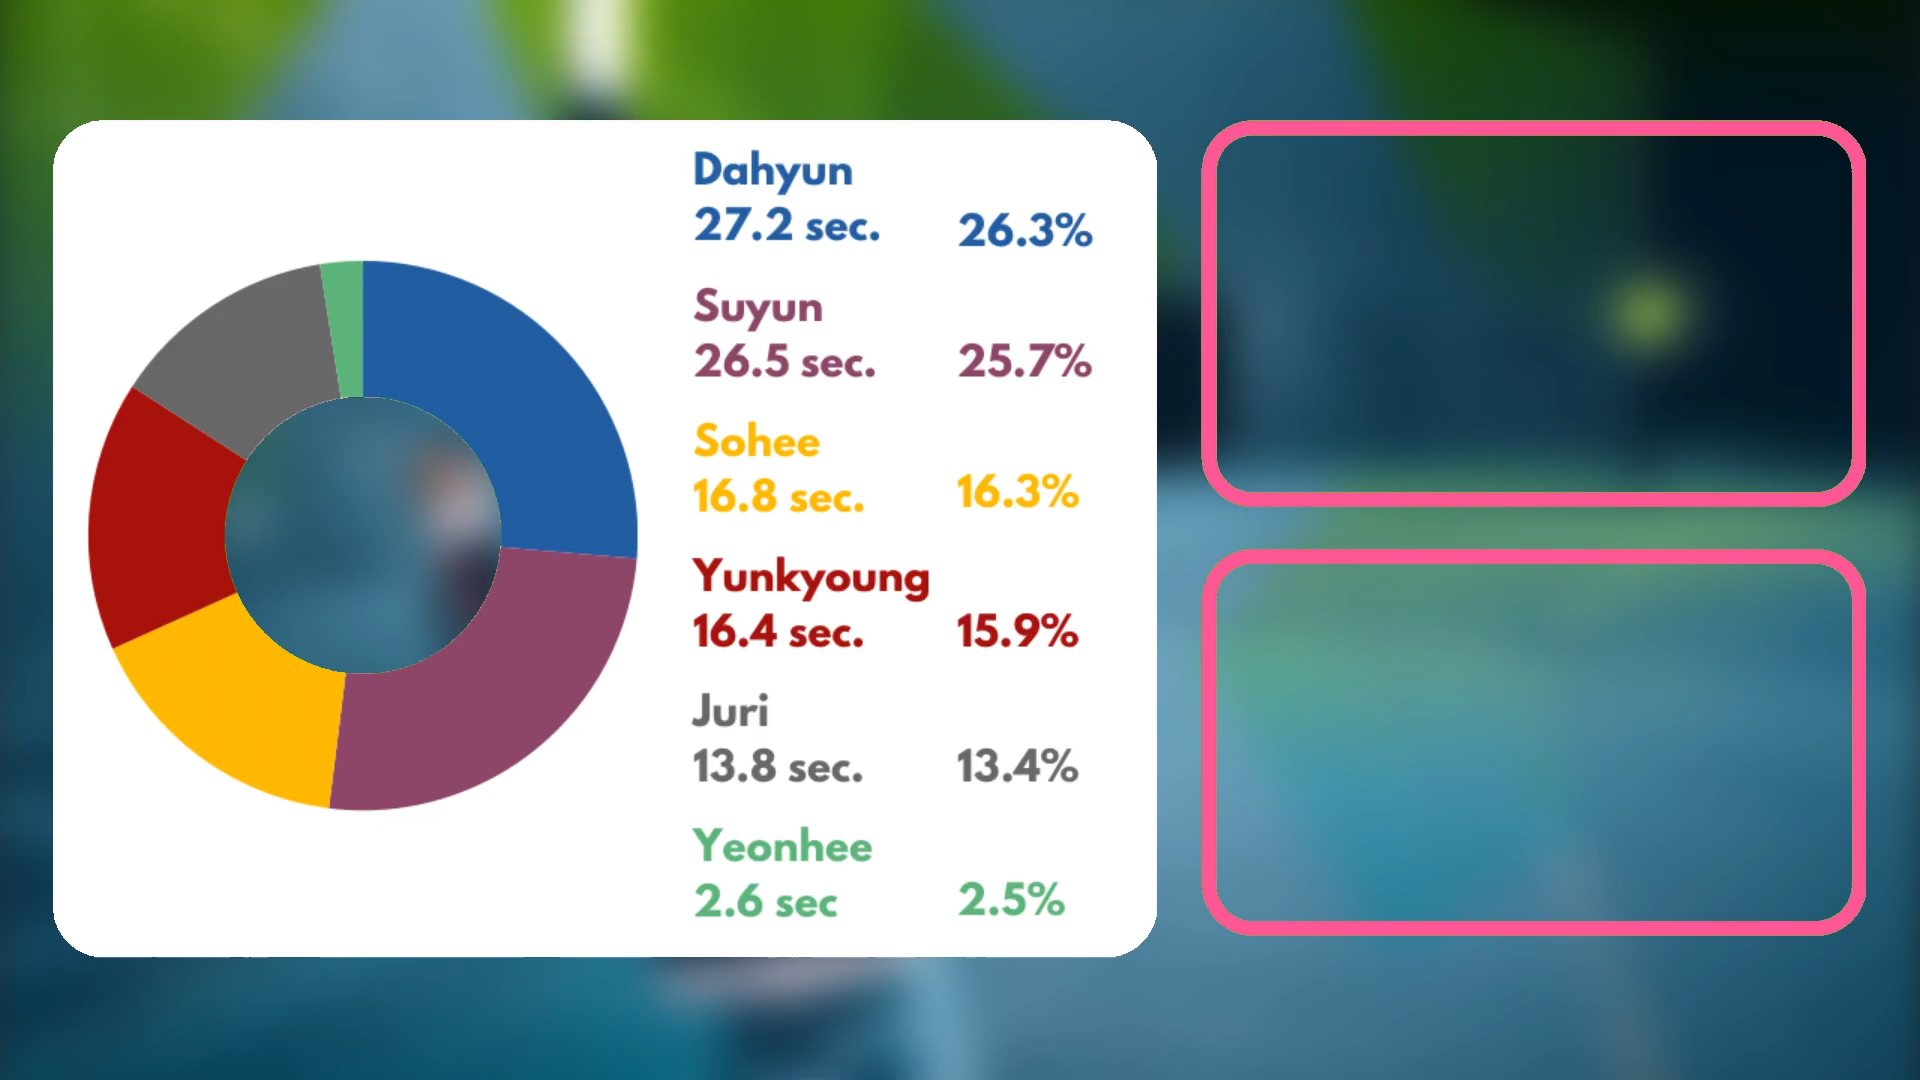 Dahyun
27.2 sec. 26.3%
Suyun
26.5 sec. 25.7%
Sohee
16.8 sec. 16.3%
Yunkyoung
16.4 sec. 15.9%
Juri
13.8 sec. 13.4%
Yeonhee
2.6 sec 2.5%